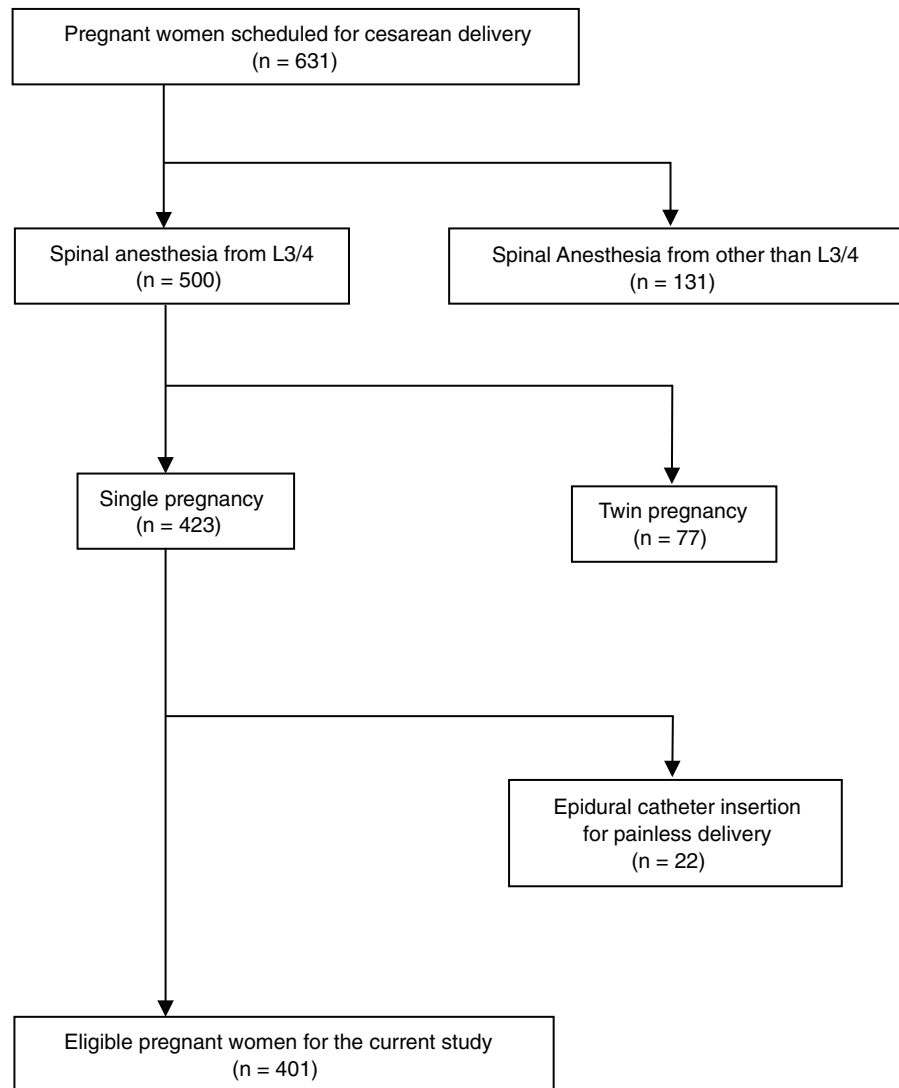 Pregnant women scheduled for cesarean delivery
(n = 631)
Spinal anesthesia from L3/4
(n = 500)
Spinal Anesthesia from other than L3/4
(n = 131)
Single pregnancy
(n = 423)
Twin pregnancy
(n = 77)
Epidural catheter insertion
for painless delivery
(n = 22)
Eligible pregnant women for the current study
(n = 401)